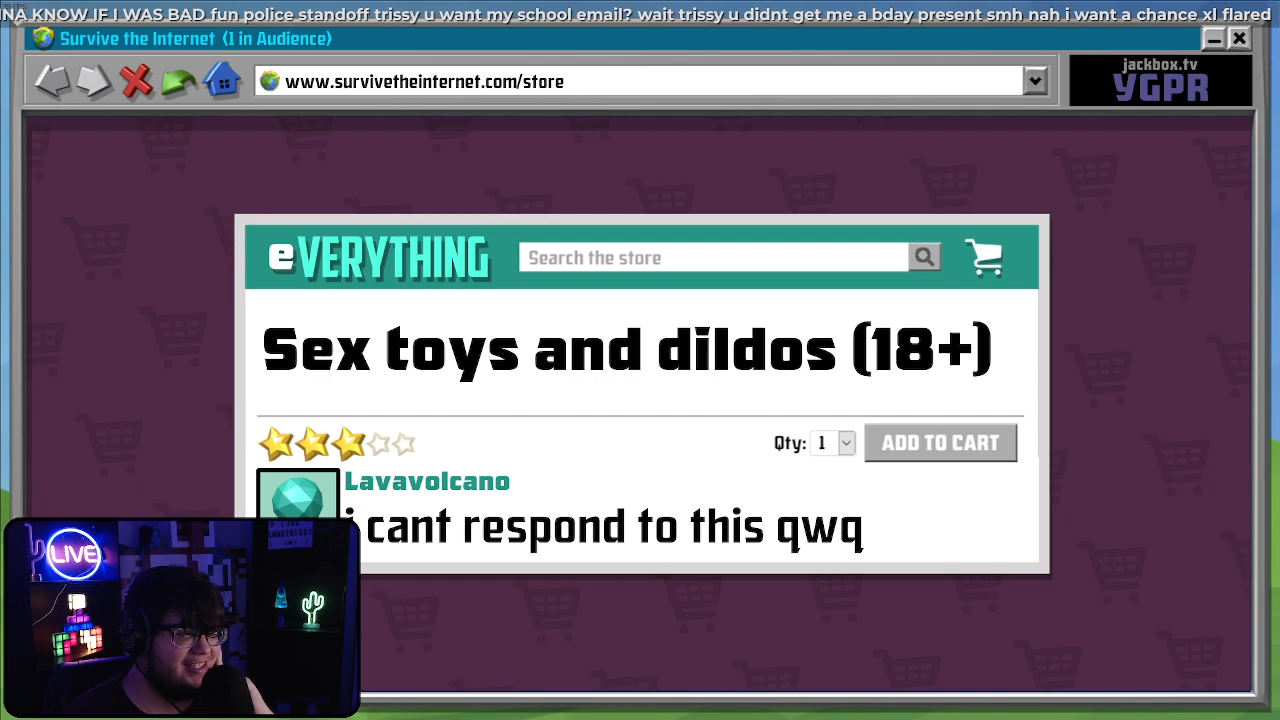 INA KNOW IF I WAS BAD fun police standoff trissy u want my school email? wait trissy u didnt get me a bday present smh nah i want a chance xl flared
Survive the Internet (1 in Audience)
www.survivetheinternet.com/store
jackbox.tv
YGPR
eVERYTHING
Search the store
Sex toys and dildos (18+)
Qty: 1
ADD TO CART
Lavavolcano
i cant respond to this qwq
LIVE